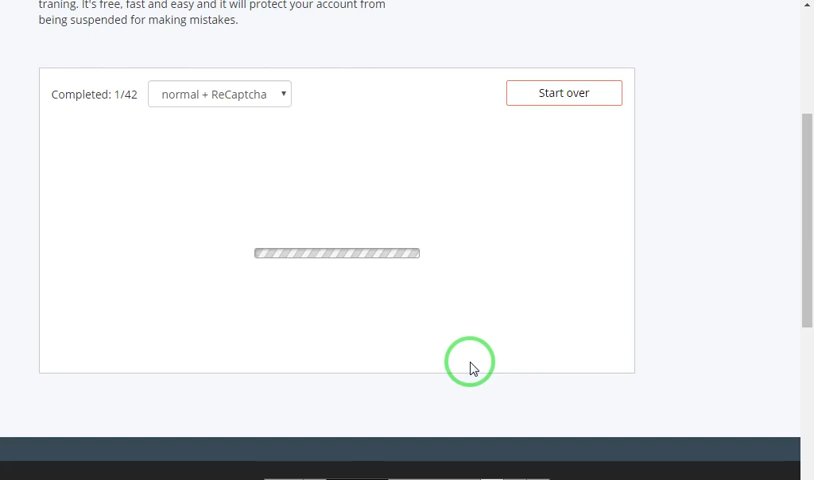 traning. It's free, fast and easy and it will protect your account from
being suspended for making mistakes.
Completed: 1/42
normal + ReCaptcha
Start over